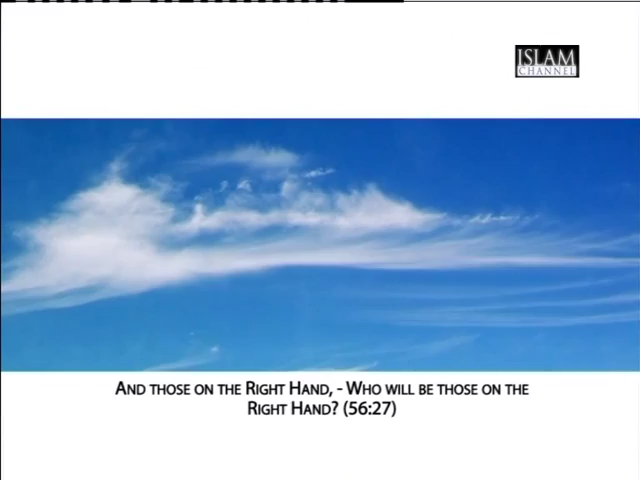 ISLAM
CHANNEL
AND THOSE ON THE RIGHT HAND, - WHO WILL BE THOSE ON THE
RIGHT HAND? (56:27)